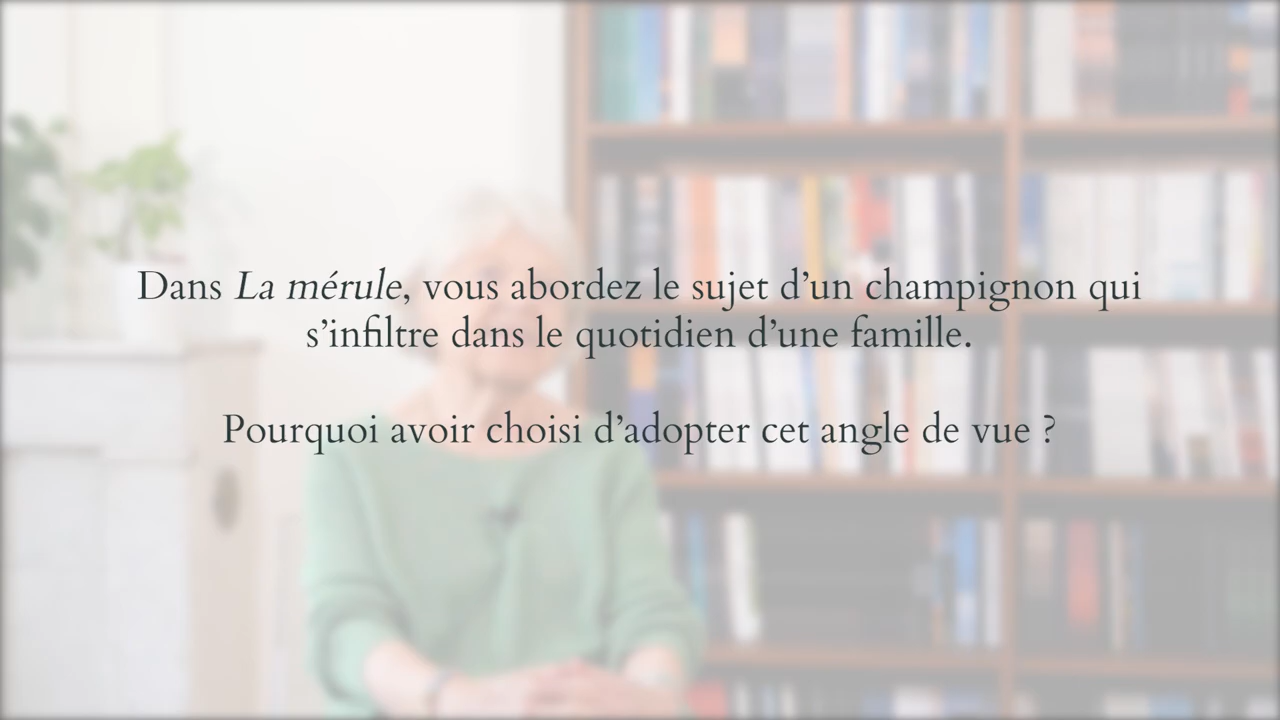 Dans La mérule, vous abordez le sujet d’un champignon qui
s’infiltre dans le quotidien d’une famille.
Pourquoi avoir choisi d’adopter cet angle de vue ?